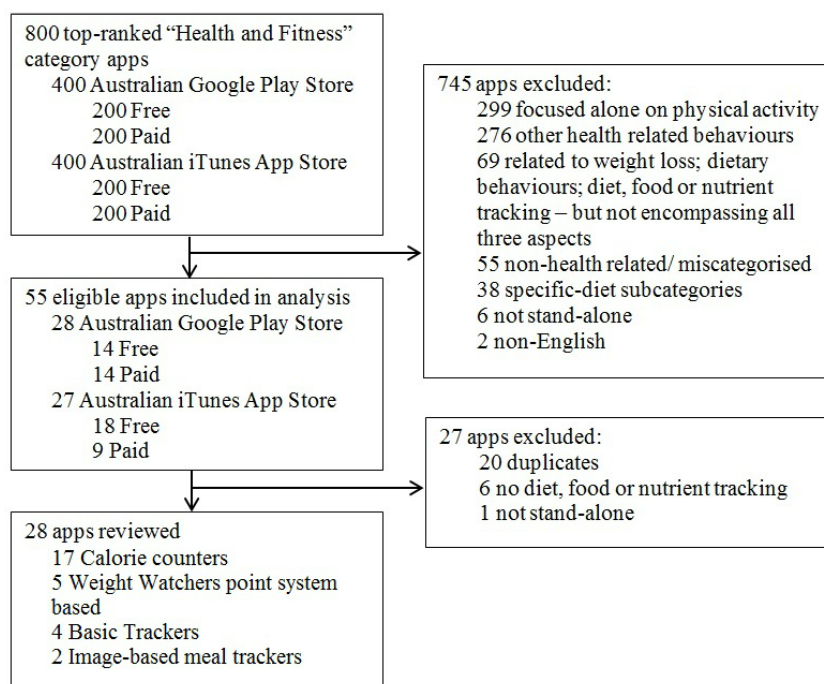 800 top-ranked “Health and Fitness”
category apps
400 Australian Google Play Store
200 Free
200 Paid
400 Australian iTunes App Store
200 Free
200 Paid
745 apps excluded:
299 focused alone on physical activity
276 other health related behaviours
69 related to weight loss; dietary
behaviours; diet, food or nutrient
tracking – but not encompassing all
three aspects
55 non-health related/ miscategorised
38 specific-diet subcategories
6 not stand-alone
2 non-English
55 eligible apps included in analysis
28 Australian Google Play Store
14 Free
14 Paid
27 Australian iTunes App Store
18 Free
9 Paid
27 apps excluded:
20 duplicates
6 no diet, food or nutrient tracking
1 not stand-alone
28 apps reviewed
17 Calorie counters
5 Weight Watchers point system
based
4 Basic Trackers
2 Image-based meal trackers